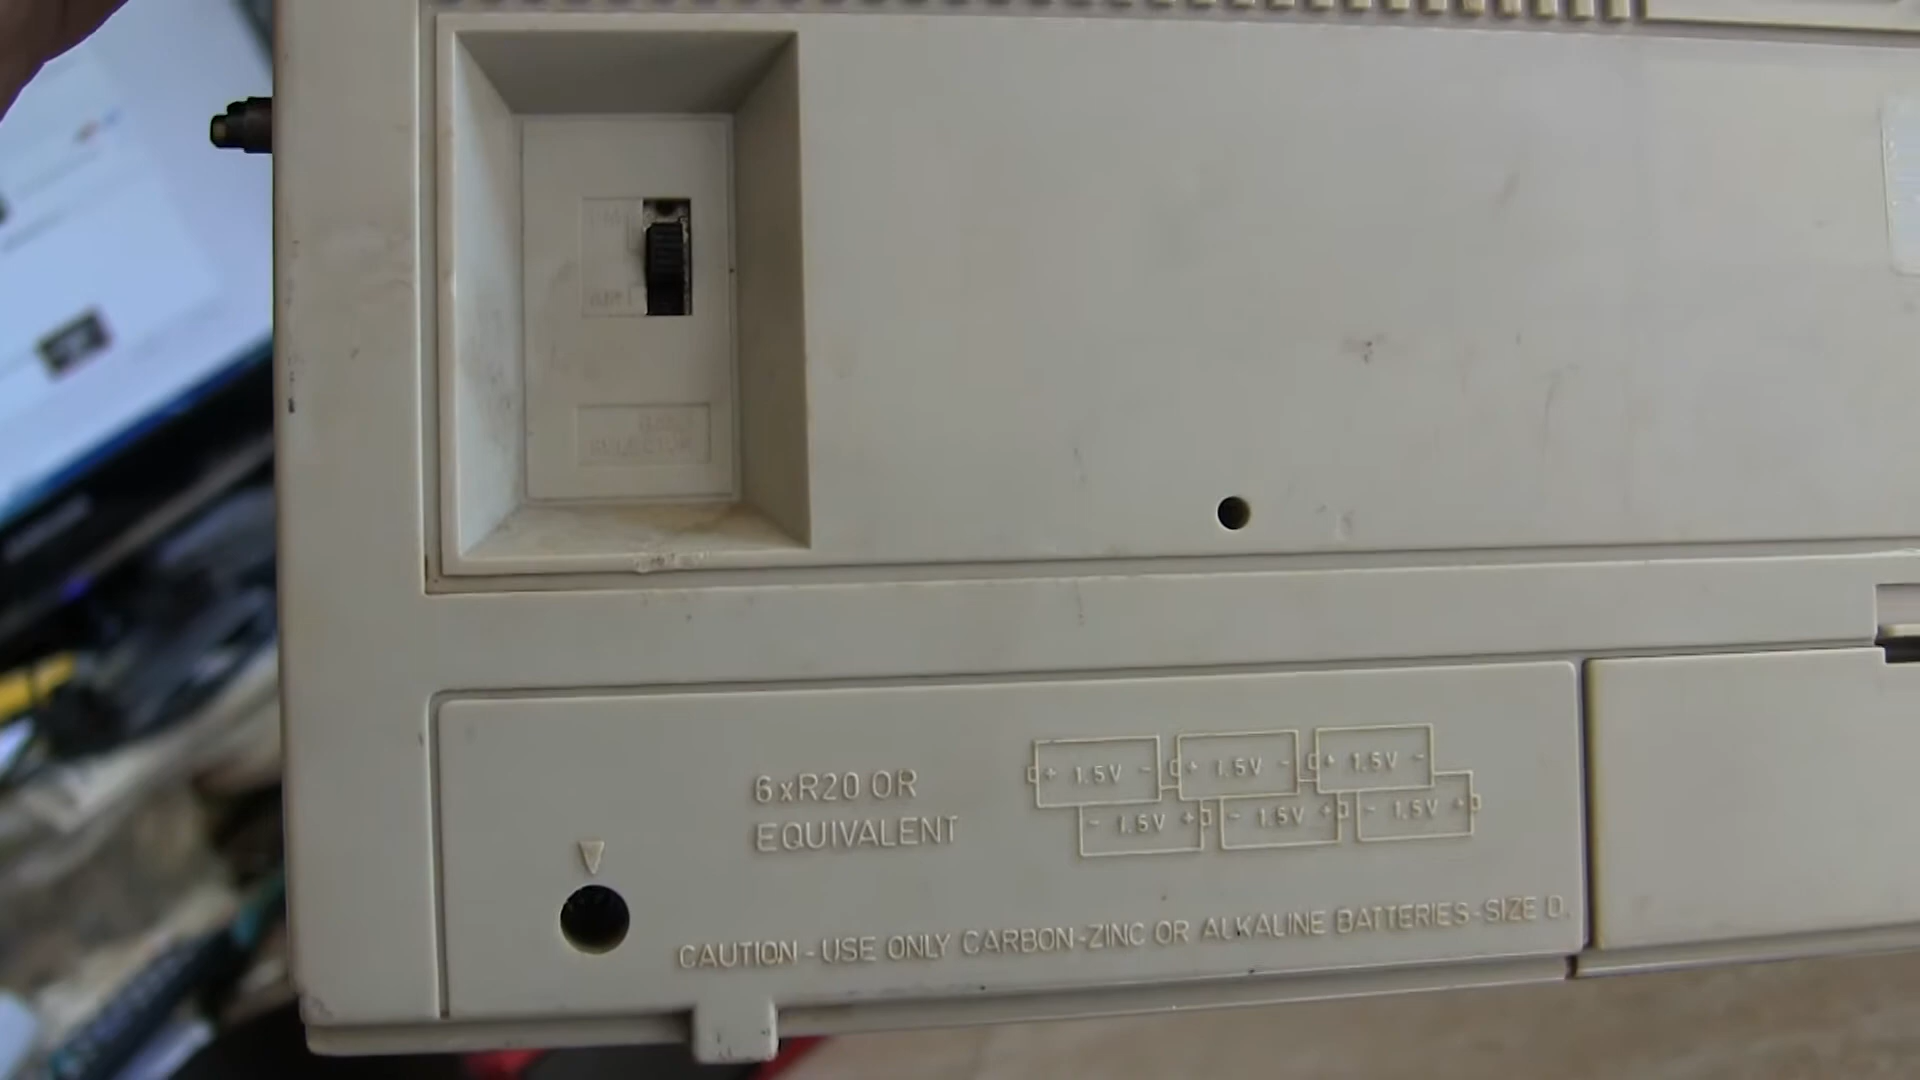 SELECTOR
6xR20 OR
EQUIVALENT
+ 1.5V -
+ 1.5V -
+ 1.5V -
- 1.5V +
- 1.5V +
- 1.5V +
CAUTION - USE ONLY CARBON-ZINC OR ALKALINE BATTERIES-SIZE D.